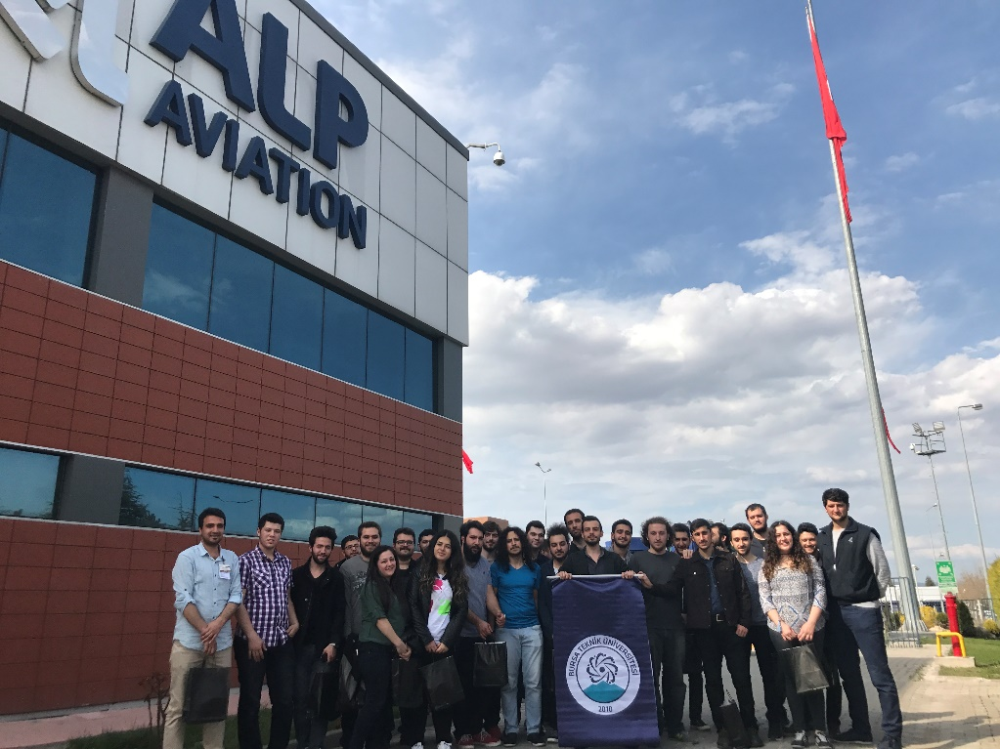 ALP
AVIATION
BURSA TEKNİK ÜNİVERSİTESİ
2010